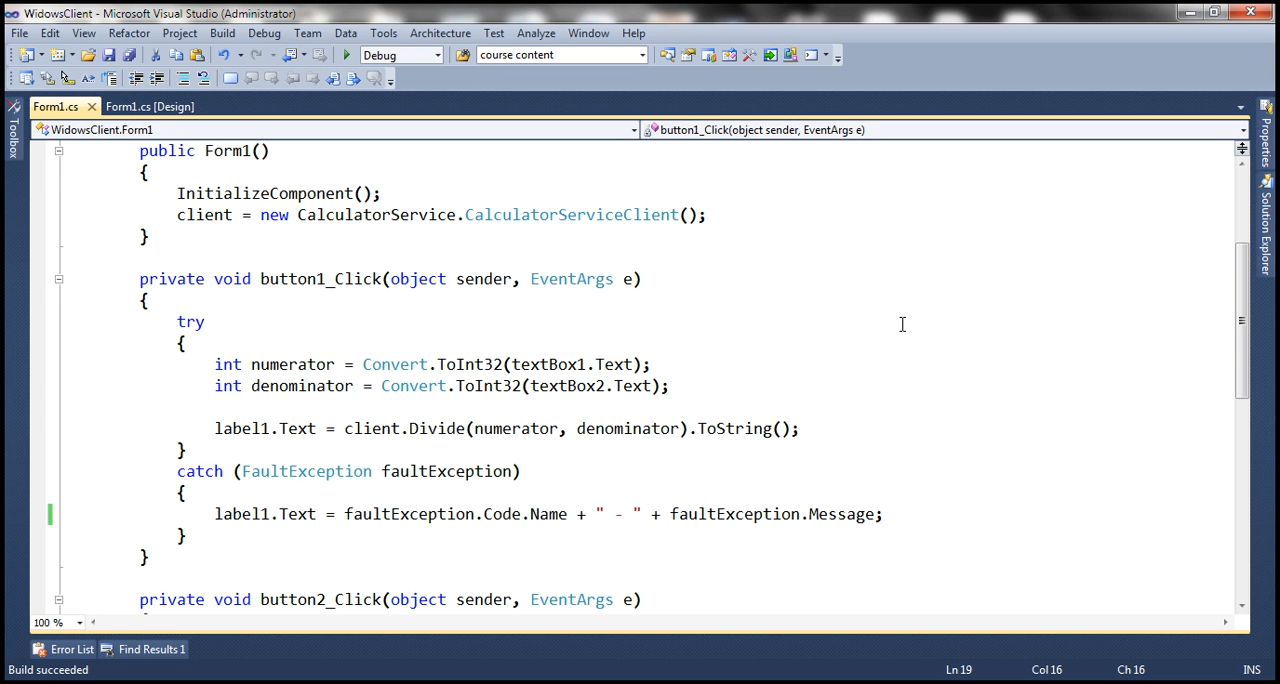 WidowsClient - Microsoft Visual Studio (Administrator)
File Edit View Refactor Project Build Debug Team Data Tools Architecture Test Analyze Window Help
Debug course content
Form1.cs Form1.cs [Design]
WidowsClient.Form1 button1_Click(object sender, EventArgs e)
Toolbox
Properties
Solution Explorer
public Form1()
{
InitializeComponent();
client = new CalculatorService.CalculatorServiceClient();
}
private void button1_Click(object sender, EventArgs e)
{
try
{
int numerator = Convert.ToInt32(textBox1.Text);
int denominator = Convert.ToInt32(textBox2.Text);
label1.Text = client.Divide(numerator, denominator).ToString();
}
catch (FaultException faultException)
{
label1.Text = faultException.Code.Name + " - " + faultException.Message;
}
}
private void button2_Click(object sender, EventArgs e)
100 %
Error List Find Results 1
Build succeeded Ln 19 Col 16 Ch 16 INS